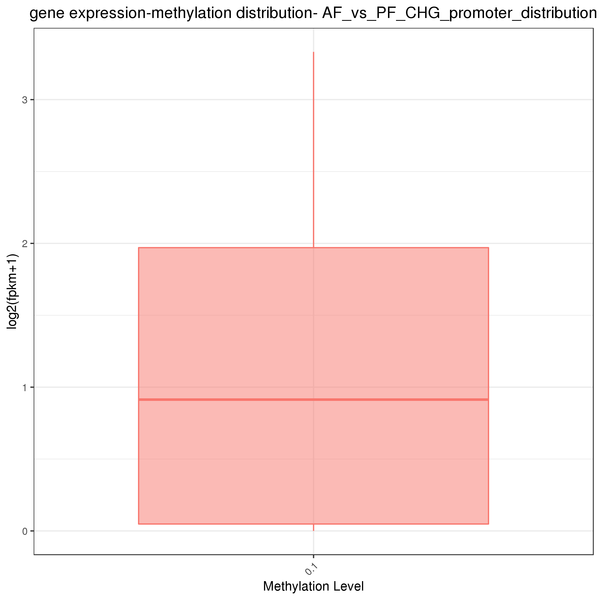 gene expression-methylation distribution- AF_vs_PF_CHG_promoter_distribution
3
2
1
0
log2(fpkm+1)
0.1
Methylation Level